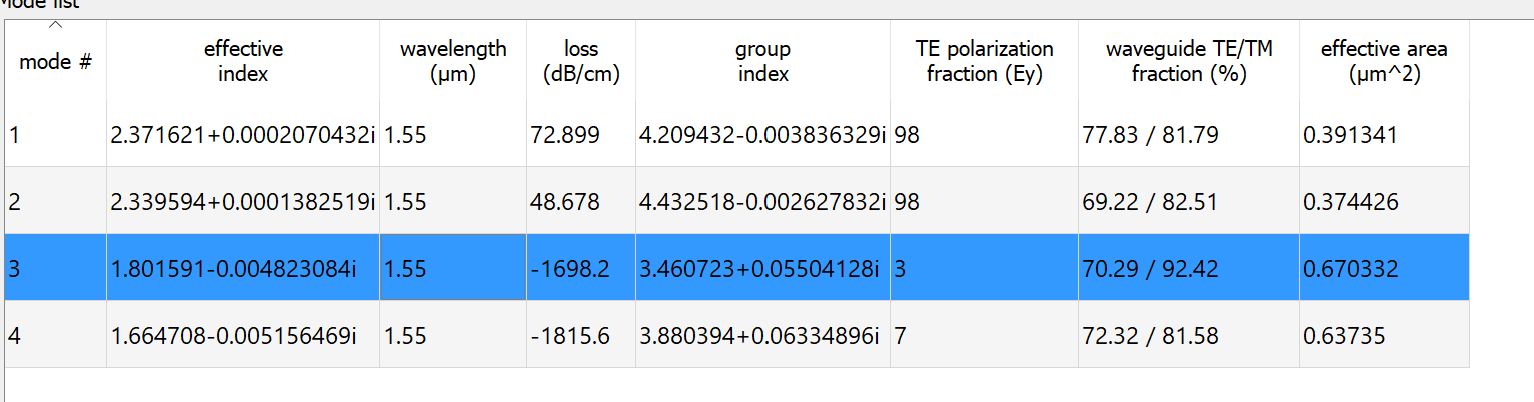 Mode list
mode # effective index wavelength (µm) loss (dB/cm) group index TE polarization fraction (Ey) waveguide TE/TM fraction (%) effective area (µm^2)
1 2.371621+0.0002070432i 1.55 72.899 4.209432-0.003836329i 98 77.83 / 81.79 0.391341
2 2.339594+0.0001382519i 1.55 48.678 4.432518-0.002627832i 98 69.22 / 82.51 0.374426
3 1.801591-0.004823084i 1.55 -1698.2 3.460723+0.05504128i 3 70.29 / 92.42 0.670332
4 1.664708-0.005156469i 1.55 -1815.6 3.880394+0.06334896i 7 72.32 / 81.58 0.63735